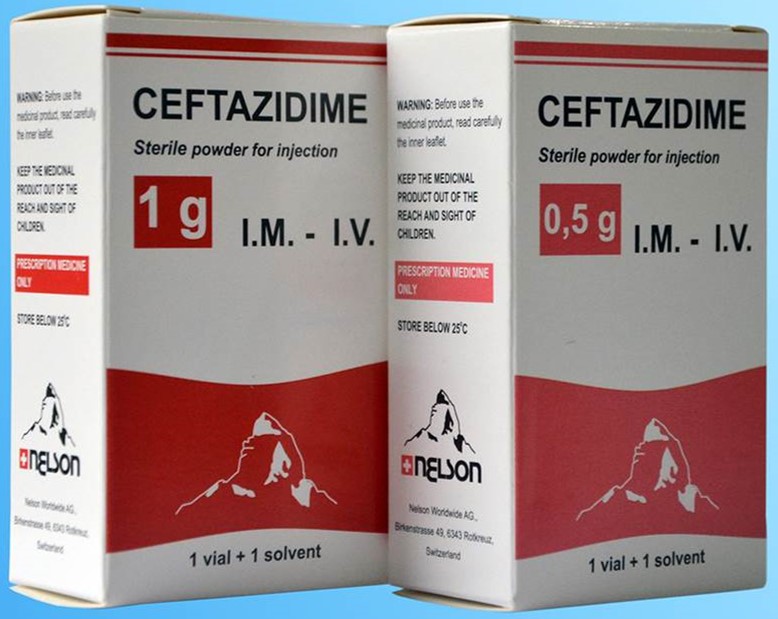 WARNING: Before use the
medicinal product, read carefully
the inner leaflet.
KEEP THE MEDICINAL
PRODUCT OUT OF THE
REACH AND SIGHT OF
CHILDREN.
PRESCRIPTION MEDICINE
ONLY
STORE BELOW 25°C
NELSON
Nelson Worldwide AG.,
Birkenstrasse 49, 6343 Rotkreuz,
Switzerland
CEFTAZIDIME
Sterile powder for injection
1 g I.M. - I.V.
1 vial + 1 solvent
WARNING: Before use the
medicinal product, read carefully
the inner leaflet.
KEEP THE MEDICINAL
PRODUCT OUT OF THE
REACH AND SIGHT OF
CHILDREN.
PRESCRIPTION MEDICINE
ONLY
STORE BELOW 25°C
NELSON
Nelson Worldwide AG.,
Birkenstrasse 49, 6343 Rotkreuz,
Switzerland
CEFTAZIDIME
Sterile powder for injection
0,5 g I.M. - I.V.
1 vial + 1 solvent